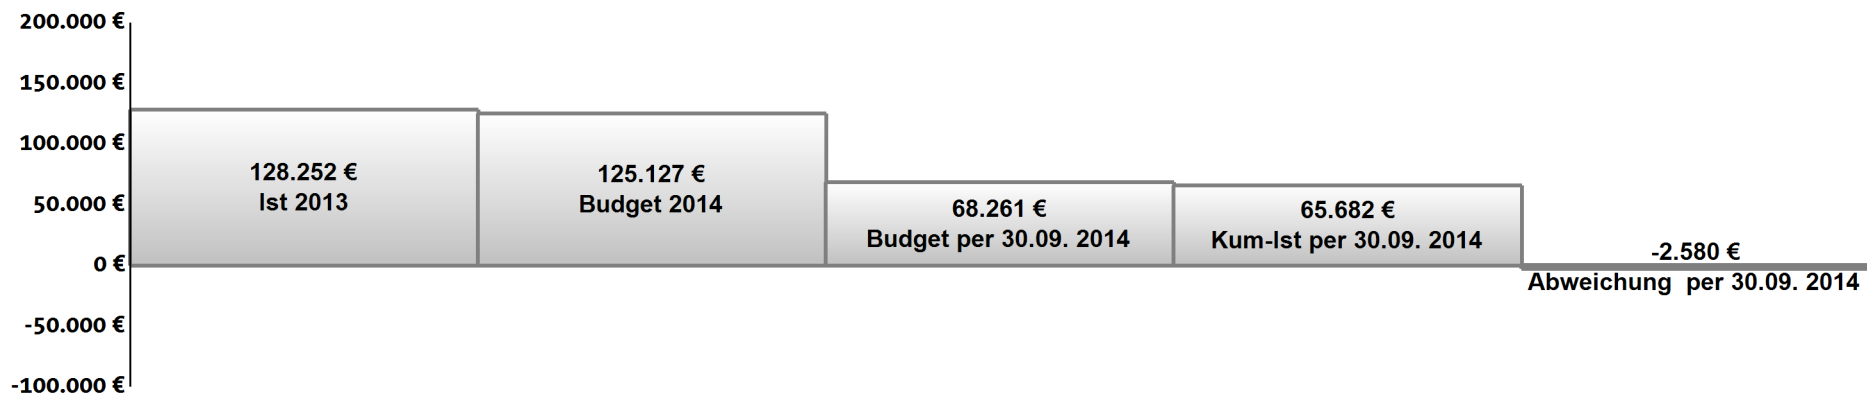 200.000 €
150.000 €
100.000 €
50.000 €
0 €
-50.000 €
-100.000 €
128.252 €
Ist 2013
125.127 €
Budget 2014
68.261 €
Budget per 30.09. 2014
65.682 €
Kum-Ist per 30.09. 2014
-2.580 €
Abweichung  per 30.09. 2014